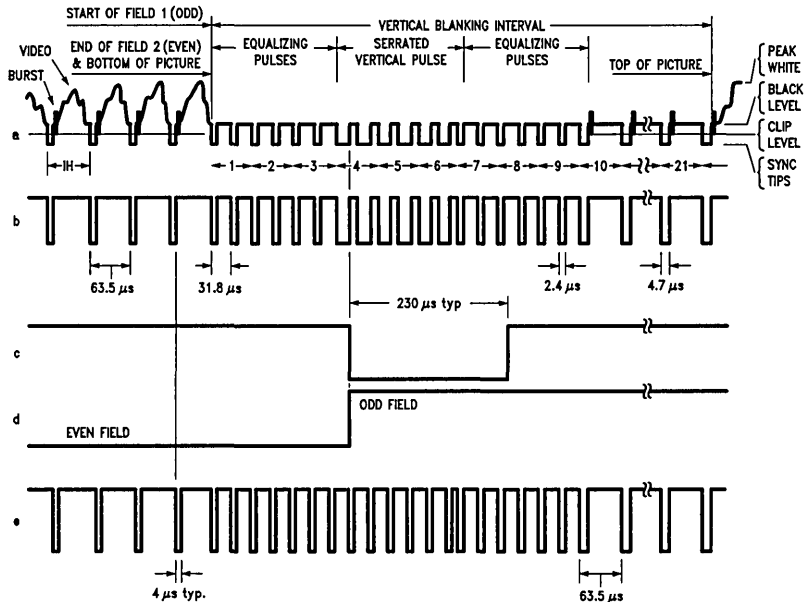 START OF FIELD 1 (ODD)
VERTICAL BLANKING INTERVAL
END OF FIELD 2 (EVEN)
& BOTTOM OF PICTURE
EQUALIZING
PULSES
SERRATED
VERTICAL PULSE
EQUALIZING
PULSES
TOP OF PICTURE
VIDEO
BURST
PEAK
WHITE
BLACK
LEVEL
CLIP
LEVEL
SYNC
TIPS
a
1H
1 2 3 4 5 6 7 8 9 10 21
b
63.5 µs
31.8 µs
2.4 µs
4.7 µs
230 µs typ
c
d
ODD FIELD
EVEN FIELD
e
4 µs typ.
63.5 µs